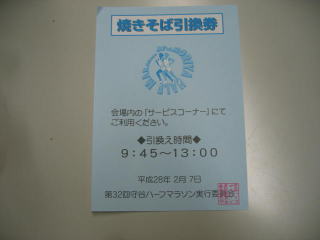 焼きそば引換券
MORIYA HALF MARATHON
会場内の「サービスコーナー」にて
ご利用ください。
◆引換え時間◆
9:45～13:00
平成28年 2月 7日
第32回守谷ハーフマラソン実行委員会